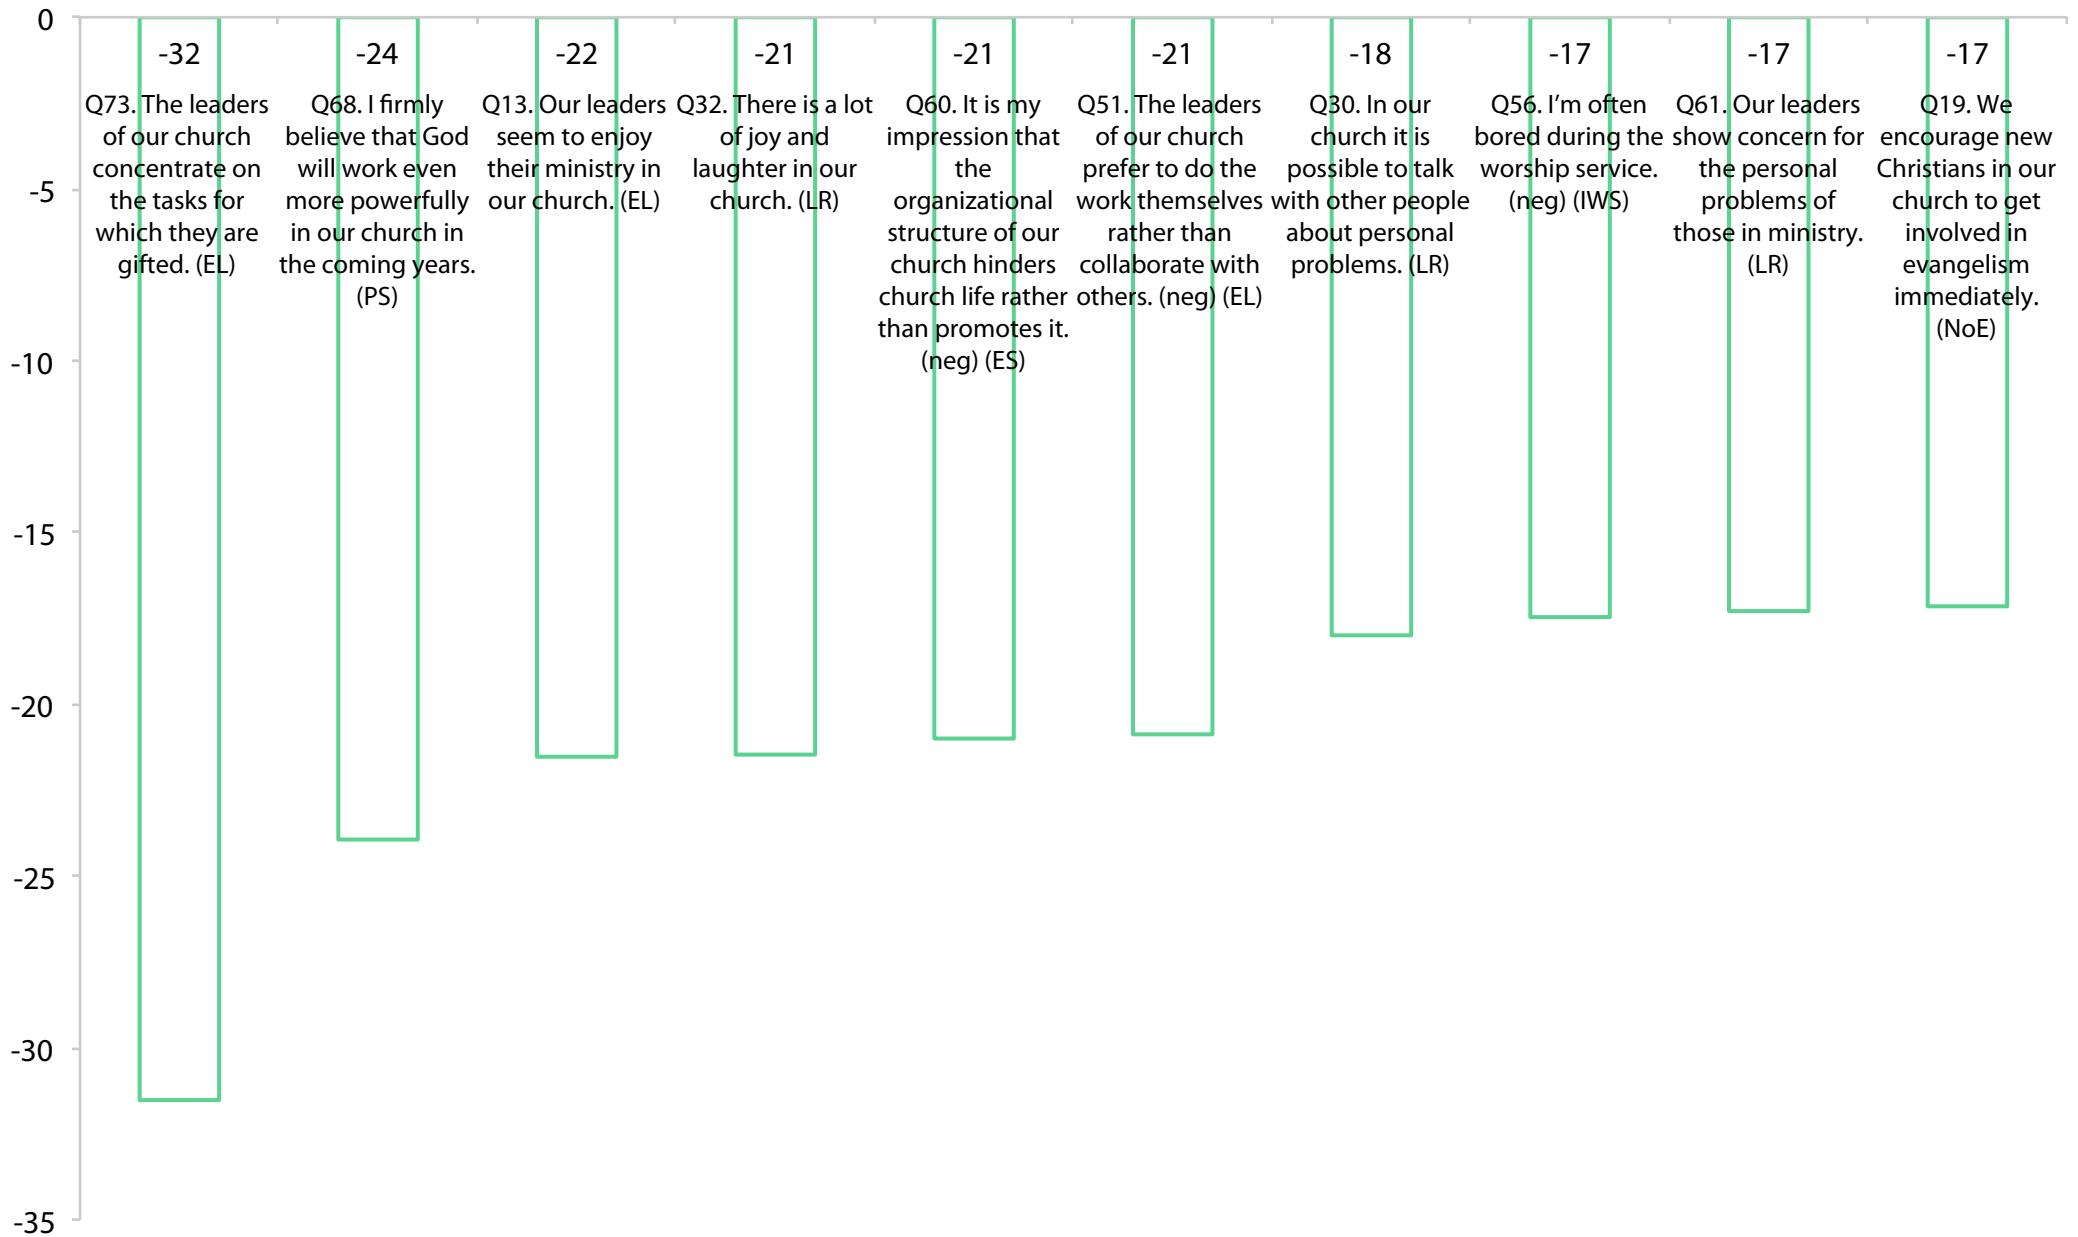 0
-5
-10
-15
-20
-25
-30
-35
-32
Q73. The leaders
of our church
concentrate on
the tasks for
which they are
gifted. (EL)
-24
Q68. I firmly
believe that God
will work even
more powerfully
in our church in
the coming years.
(PS)
-22
Q13. Our leaders
seem to enjoy
their ministry in
our church. (EL)
-21
Q32. There is a lot
of joy and
laughter in our
church. (LR)
-21
Q60. It is my
impression that
the
organizational
structure of our
church hinders
church life rather
than promotes it.
(neg) (ES)
-21
Q51. The leaders
of our church
prefer to do the
work themselves
rather than
collaborate with
others. (neg) (EL)
-18
Q30. In our
church it is
possible to talk
with other people
about personal
problems. (LR)
-17
Q56. I’m often
bored during the
worship service.
(neg) (IWS)
-17
Q61. Our leaders
show concern for
the personal
problems of
those in ministry.
(LR)
-17
Q19. We
encourage new
Christians in our
church to get
involved in
evangelism
immediately.
(NoE)